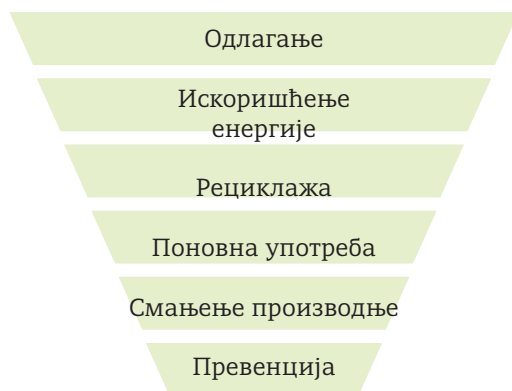 Одлагање
Искоришћење
енергије
Рециклажа
Поновна употреба
Смањење производње
Превенција